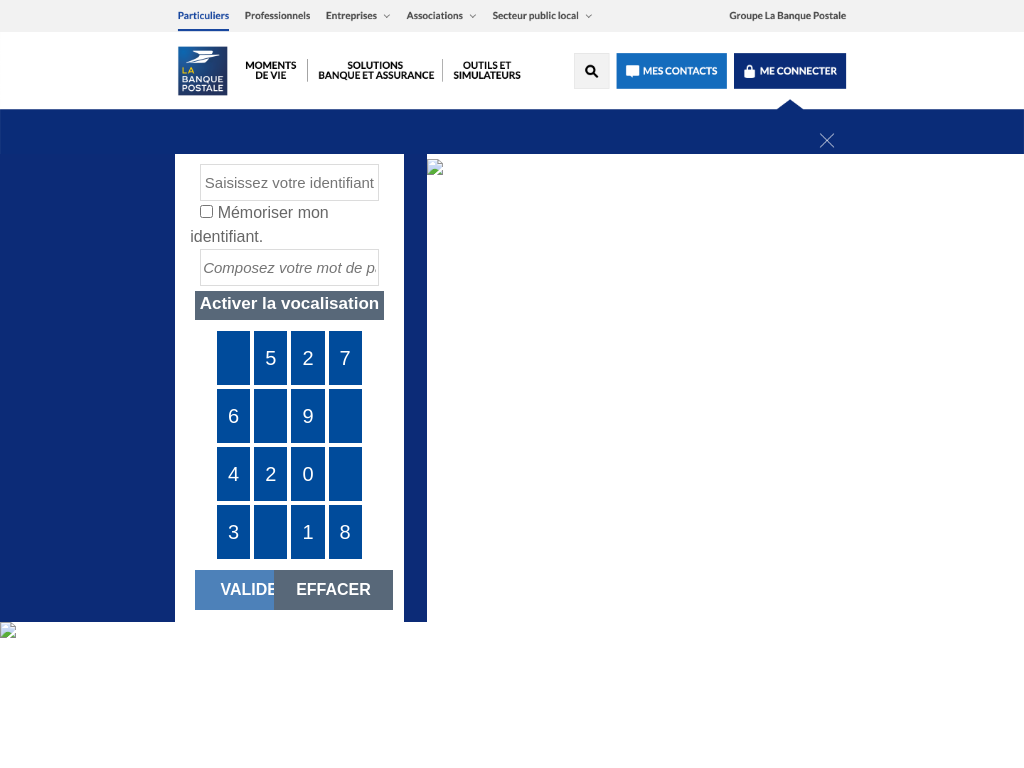 Particuliers Professionnels Entreprises Associations Secteur public local Groupe La Banque Postale
LA
BANQUE
POSTALE
MOMENTS
DE VIE
SOLUTIONS
BANQUE ET ASSURANCE
OUTILS ET
SIMULATEURS
MES CONTACTS
ME CONNECTER
Saisissez votre identifiant
Mémoriser mon
identifiant.
Composez votre mot de p
Activer la vocalisation
5 2 7
6 9
4 2 0
3 1 8
VALIDE EFFACER